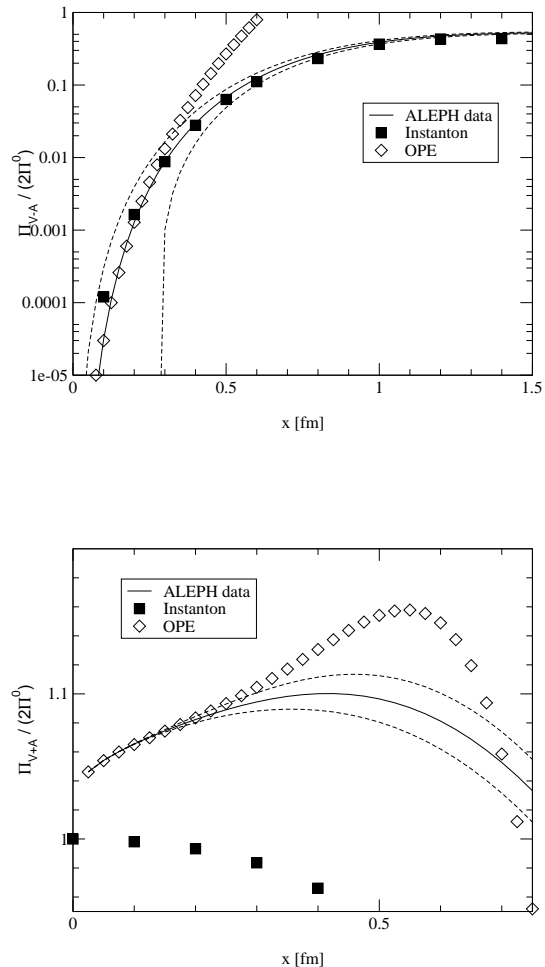 1
0.1
0.01
0.001
0.0001
1e-05
Π_{V-A} / (2Π^0)
ALEPH data
Instanton
OPE
0 0.5 1 1.5
x [fm]
ALEPH data
Instanton
OPE
1.1
1
Π_{V+A} / (2Π^0)
0 0.5
x [fm]